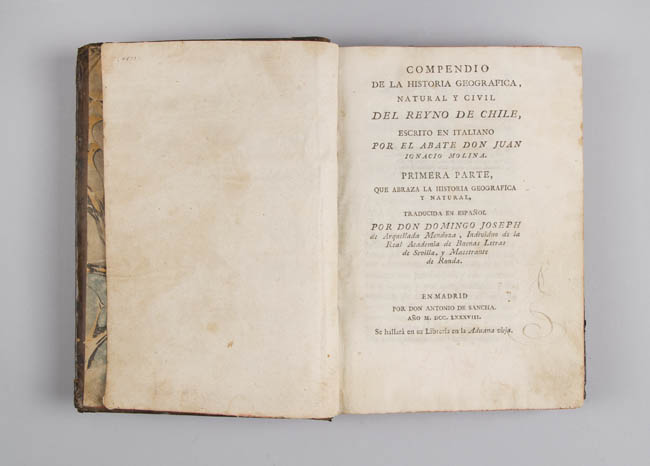 COMPENDIO
DE LA HISTORIA GEOGRAFICA,
NATURAL Y CIVIL
DEL REYNO DE CHILE,
ESCRITO EN ITALIANO
POR EL ABATE DON JUAN
IGNACIO MOLINA.
PRIMERA PARTE,
QUE ABRAZA LA HISTORIA GEOGRAFICA
Y NATURAL,
TRADUCIDA EN ESPAÑOL
POR DON DOMINGO JOSEPH
de Arquellada Mendoza, Individuo de la
Real Academia de Buenas Letras
de Sevilla, y Maestrante
de Ronda.
EN MADRID
POR DON ANTONIO DE SANCHA.
AÑO M. DCC. LXXXVIII.
Se hallará en su Librería en la Aduana vieja.